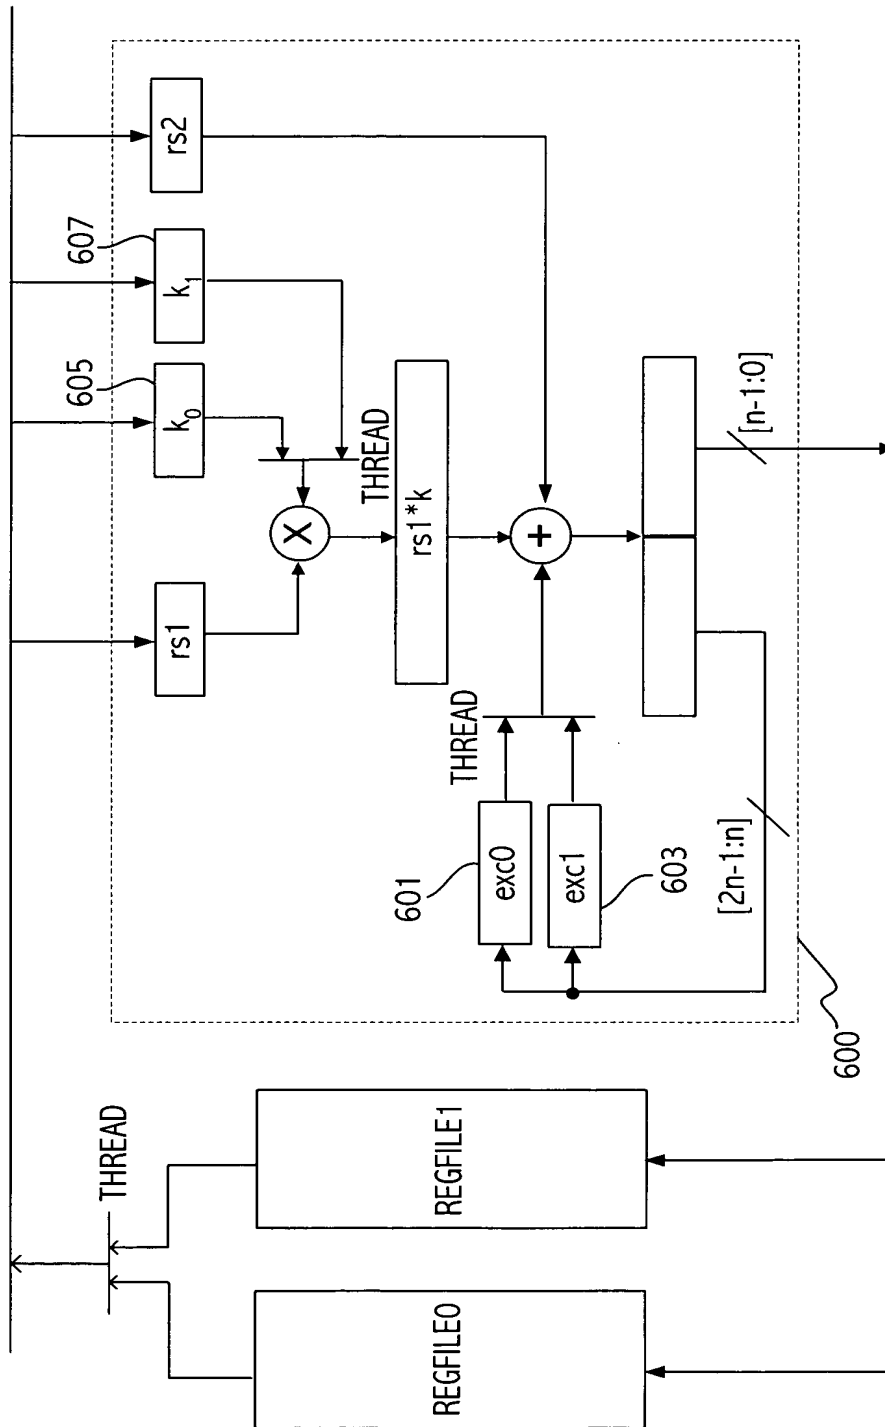 rs2
607
k1
605
k0
THREAD
rs1
rs1*k
X
+
THREAD
601
exc0
exc1
603
[n-1:0]
[2n-1:n]
600
THREAD
REGFILE1
REGFILE0